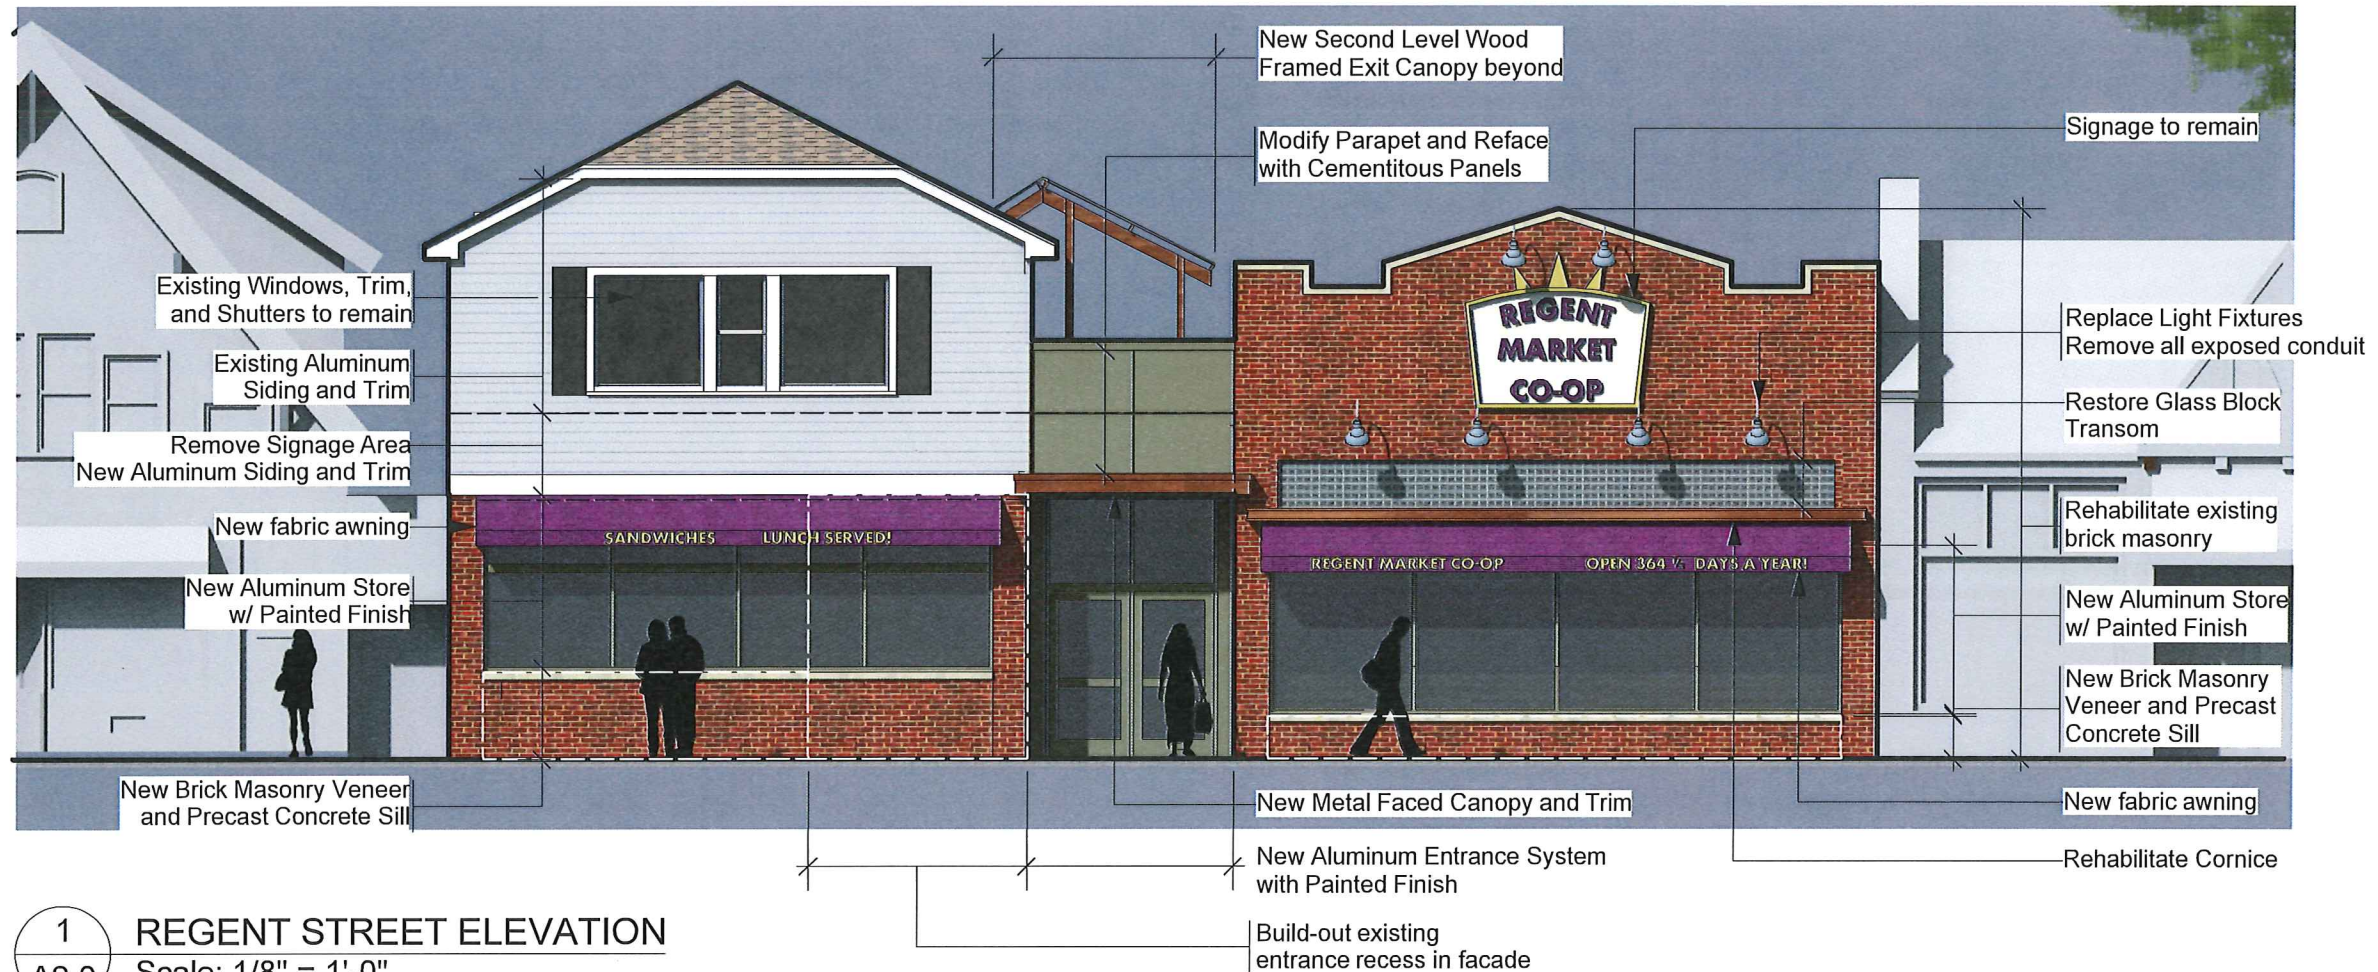 New Second Level Wood
Framed Exit Canopy beyond
Modify Parapet and Reface
with Cementitous Panels
Signage to remain
Existing Windows, Trim,
and Shutters to remain
Existing Aluminum
Siding and Trim
Remove Signage Area
New Aluminum Siding and Trim
New fabric awning
New Aluminum Store
w/ Painted Finish
New Brick Masonry Veneer
and Precast Concrete Sill
REGENT
MARKET
CO-OP
SANDWICHES LUNCH SERVED!
REGENT MARKET CO-OP OPEN 364 ½ DAYS A YEAR!
Replace Light Fixtures
Remove all exposed conduit
Restore Glass Block
Transom
Rehabilitate existing
brick masonry
New Aluminum Store
w/ Painted Finish
New Brick Masonry
Veneer and Precast
Concrete Sill
New fabric awning
Rehabilitate Cornice
New Metal Faced Canopy and Trim
New Aluminum Entrance System
with Painted Finish
Build-out existing
entrance recess in facade
1
REGENT STREET ELEVATION
Scale: 1/8" = 1'-0"